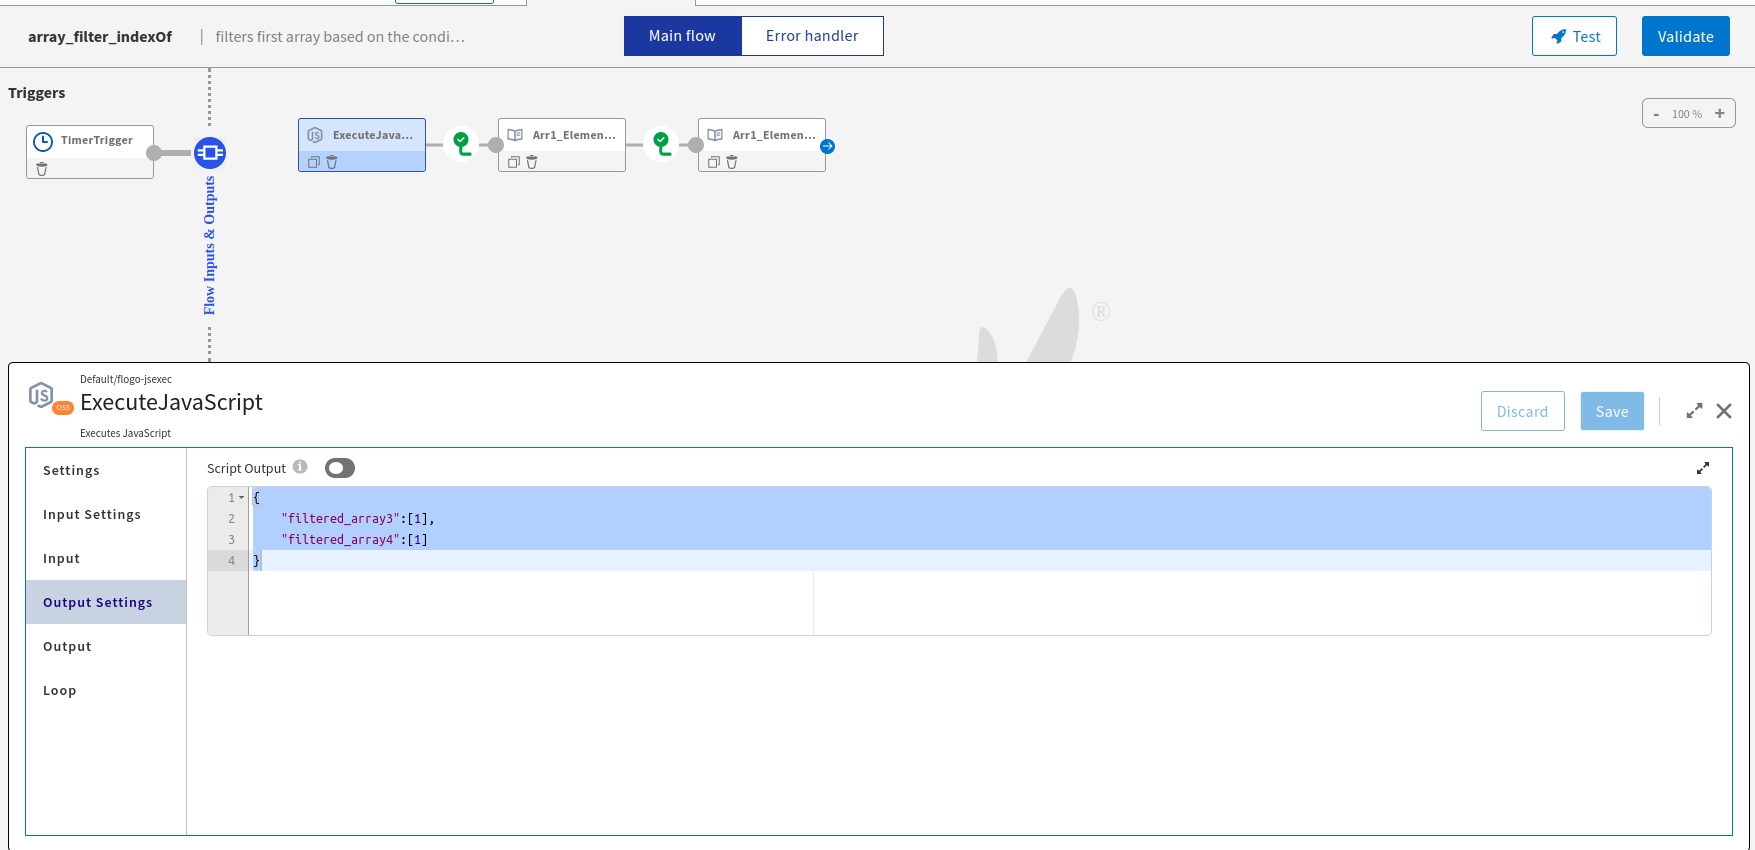 array_filter_indexOf | filters first array based on the condi...
Main flow
Error handler
Test
Validate
Triggers
TimerTrigger
ExecuteJava...
Arr1_Elemen...
Arr1_Elemen...
- 100 % +
Flow Inputs & Outputs
®
Default/flogo-jsexec
JS
oss
ExecuteJavaScript
Executes JavaScript
Discard
Save
Settings
Input Settings
Input
Output Settings
Output
Loop
Script Output
1 {
2 "filtered_array3":[1],
3 "filtered_array4":[1]
4 }